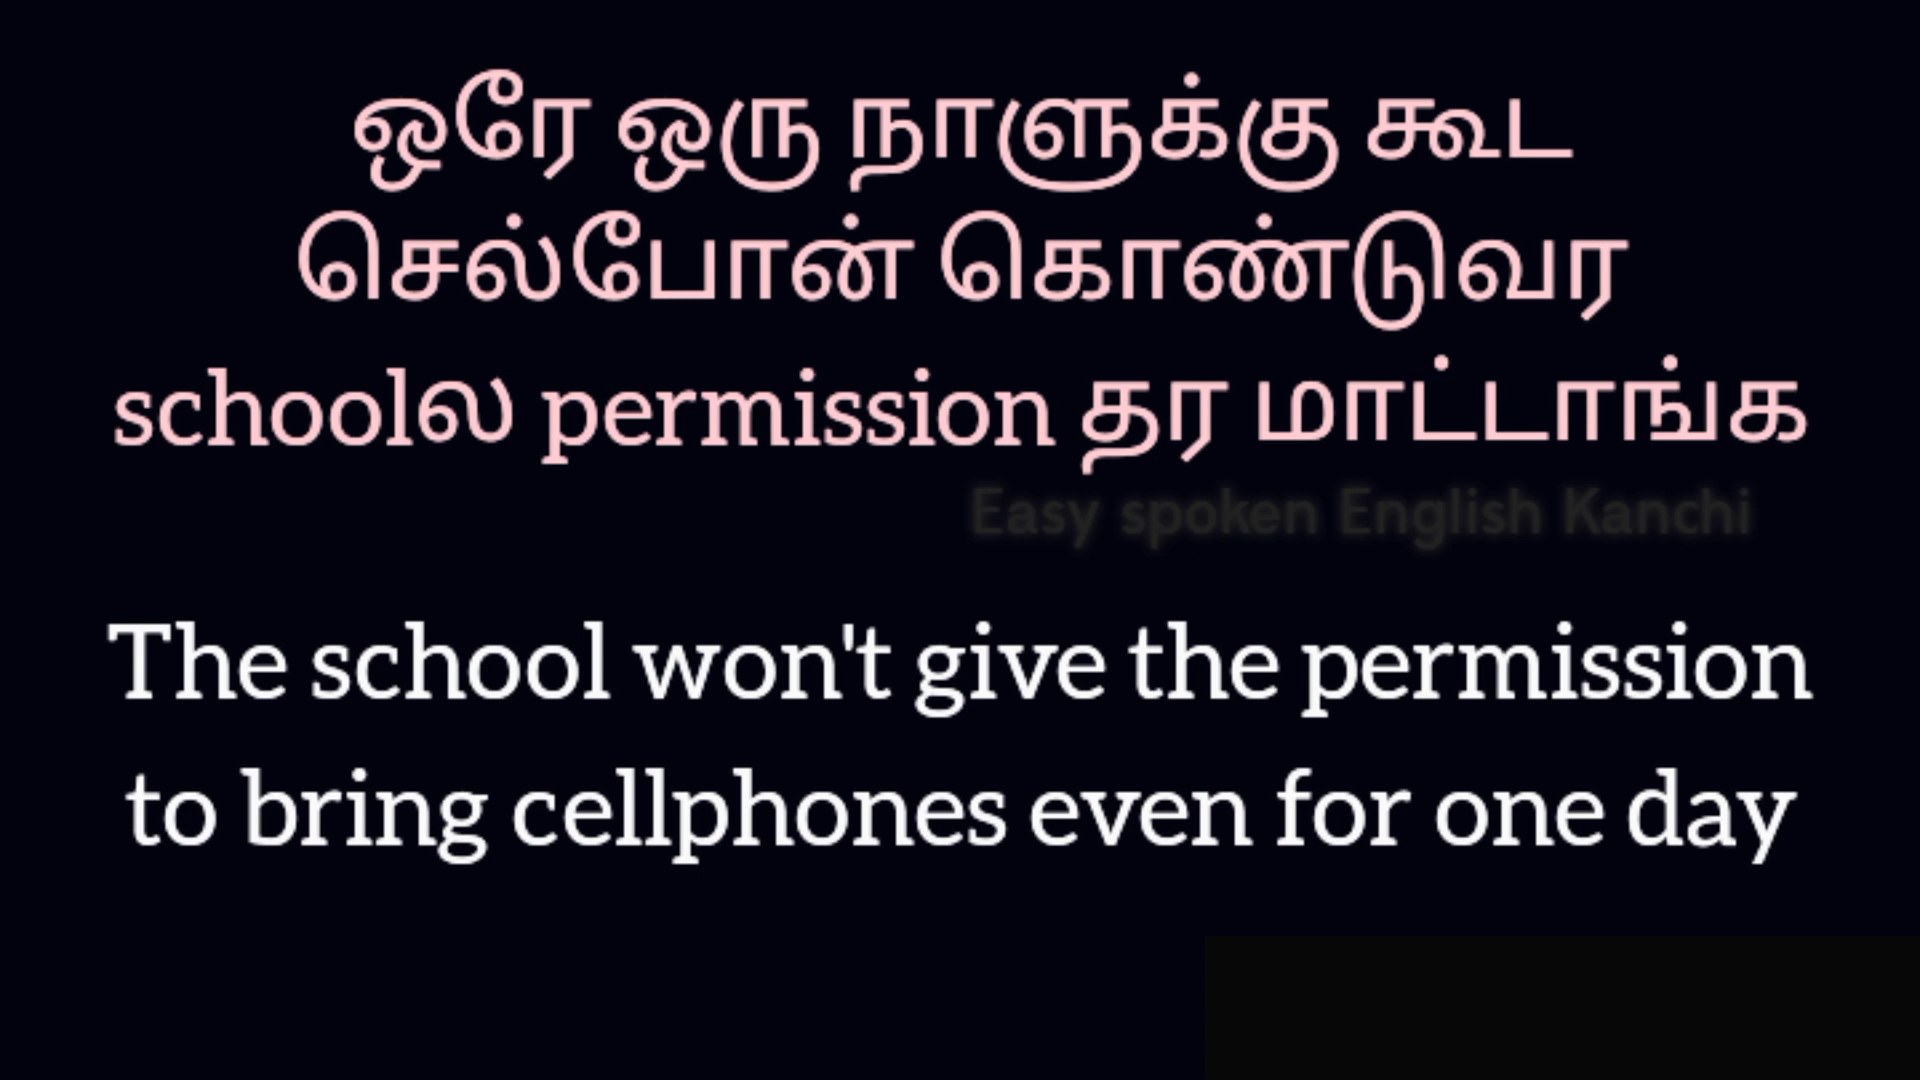 ஒரே ஒரு நாளுக்கு கூட
செல்போன் கொண்டுவர
schoolல permission தர மாட்டாங்க
Easy spoken English Kanchi
The school won't give the permission
to bring cellphones even for one day